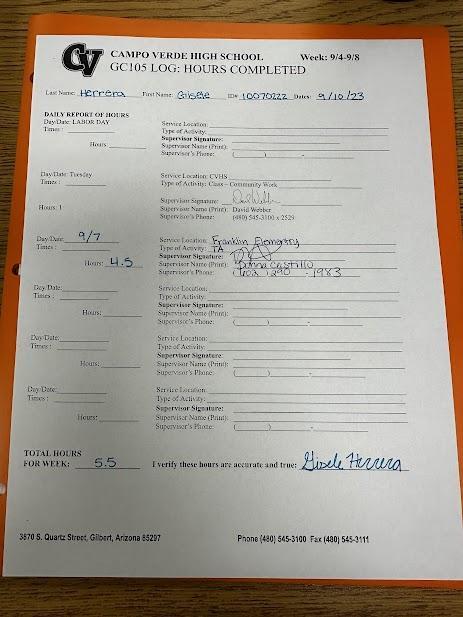 CV
CAMPO VERDE HIGH SCHOOL Week: 9/4-9/8
GC105 LOG: HOURS COMPLETED
Last Name: Herrera First Name: Gisele ID# 10070222 Dates: 9/10/23
DAILY REPORT OF HOURS
Day/Date: LABOR DAY Service Location:
Times : Type of Activity:
Supervisor Signature:
Hours: Supervisor Name (Print):
Supervisor's Phone: ( ) -
Day/Date: Tuesday Service Location: CVHS
Times : Type of Activity: Class – Community Work
Supervisor Signature:
Hours: 1 Supervisor Name (Print): David Webber
Supervisor's Phone: (480) 545-3100 x 2529
Day/Date: 9/7 Service Location: Franklin Elementry
Times : Type of Activity: TA
Supervisor Signature:
Hours: 4.5 Supervisor Name (Print): Donna Castillo
Supervisor's Phone: (602) 290 - 1983
Day/Date: Service Location:
Times : Type of Activity:
Supervisor Signature:
Hours: Supervisor Name (Print):
Supervisor's Phone: ( ) -
Day/Date: Service Location:
Times : Type of Activity:
Supervisor Signature:
Hours: Supervisor Name (Print):
Supervisor's Phone: ( ) -
Day/Date: Service Location:
Times : Type of Activity:
Supervisor Signature:
Hours: Supervisor Name (Print):
Supervisor's Phone: ( ) -
TOTAL HOURS
FOR WEEK: 5.5 I verify these hours are accurate and true: Gisele Herrera
3870 S. Quartz Street, Gilbert, Arizona 85297 Phone (480) 545-3100 Fax (480) 545-3111